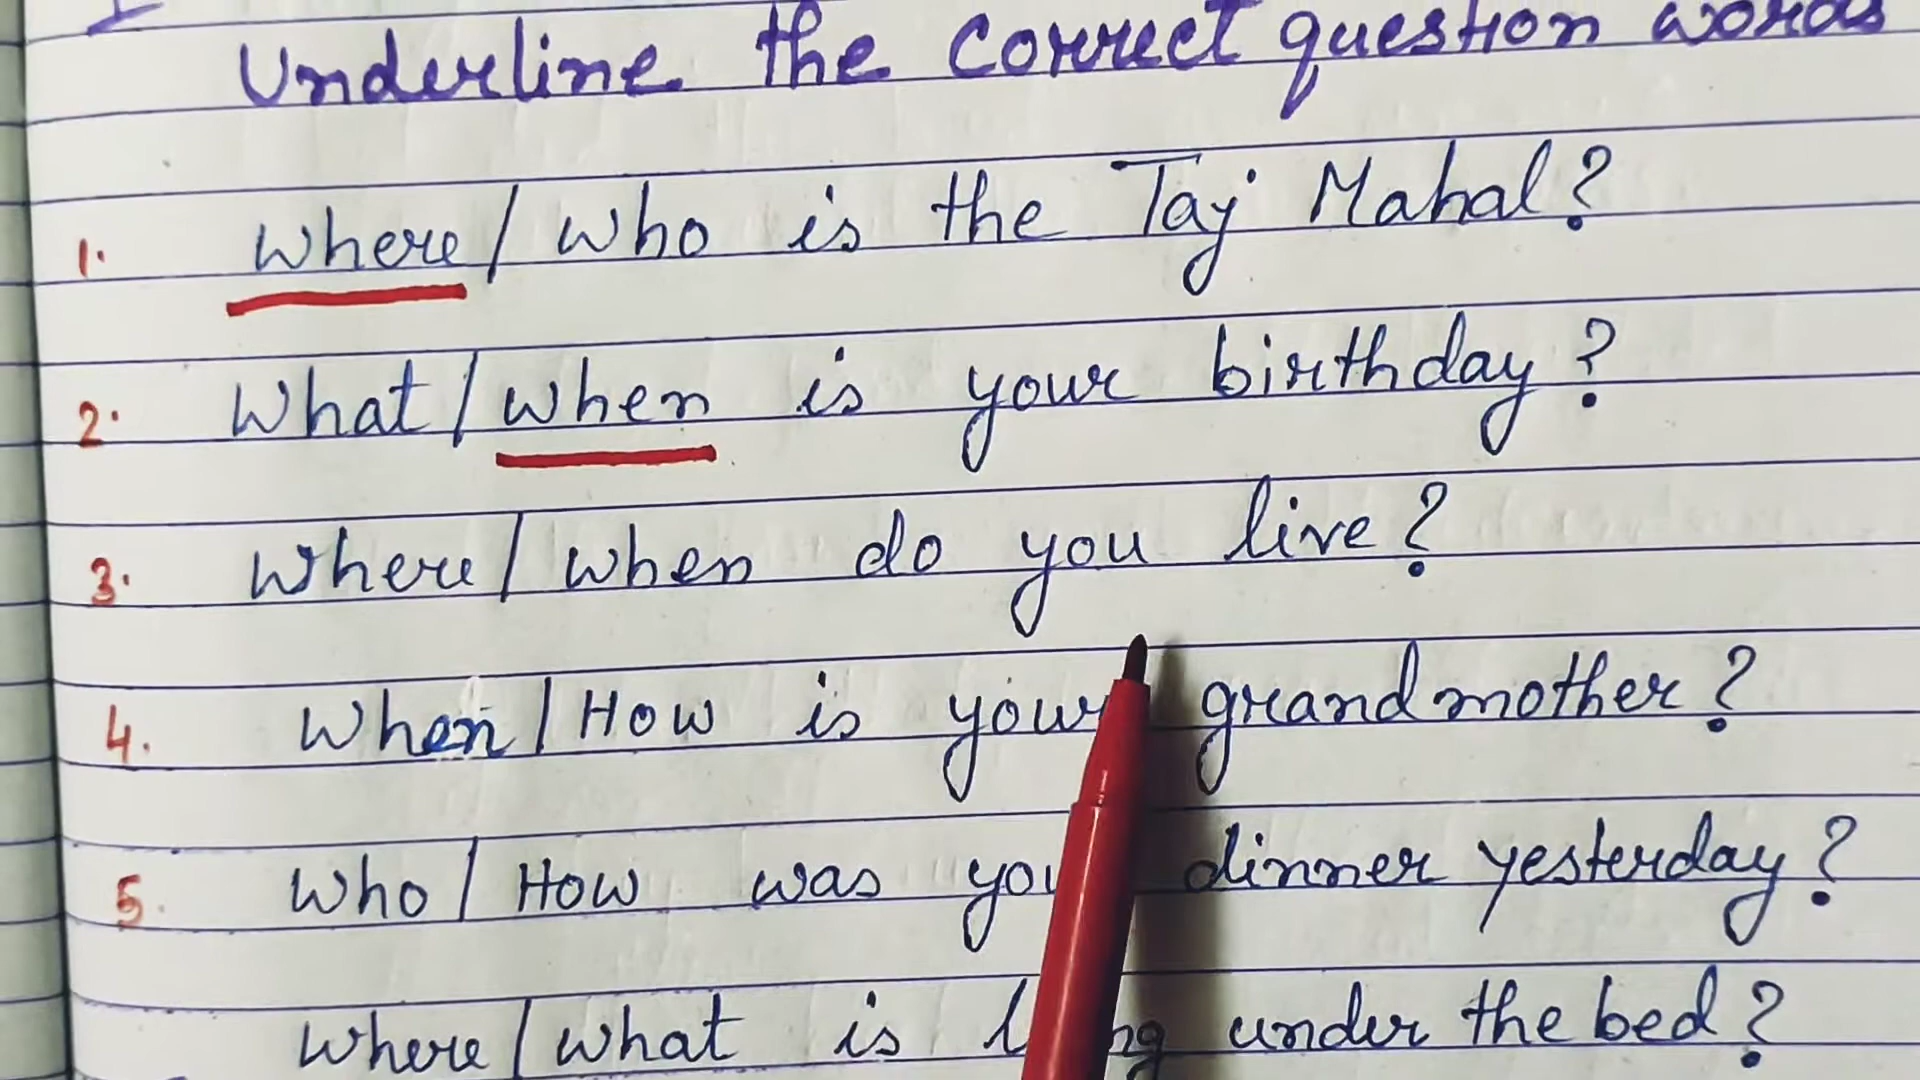 Underline the correct question words
1. Where / Who is the Taj Mahal?
2. What / when is your birthday?
3. Where / when do you live?
4. When / How is your grandmother?
5. Who / How was your dinner yesterday?
Where / what is under the bed?